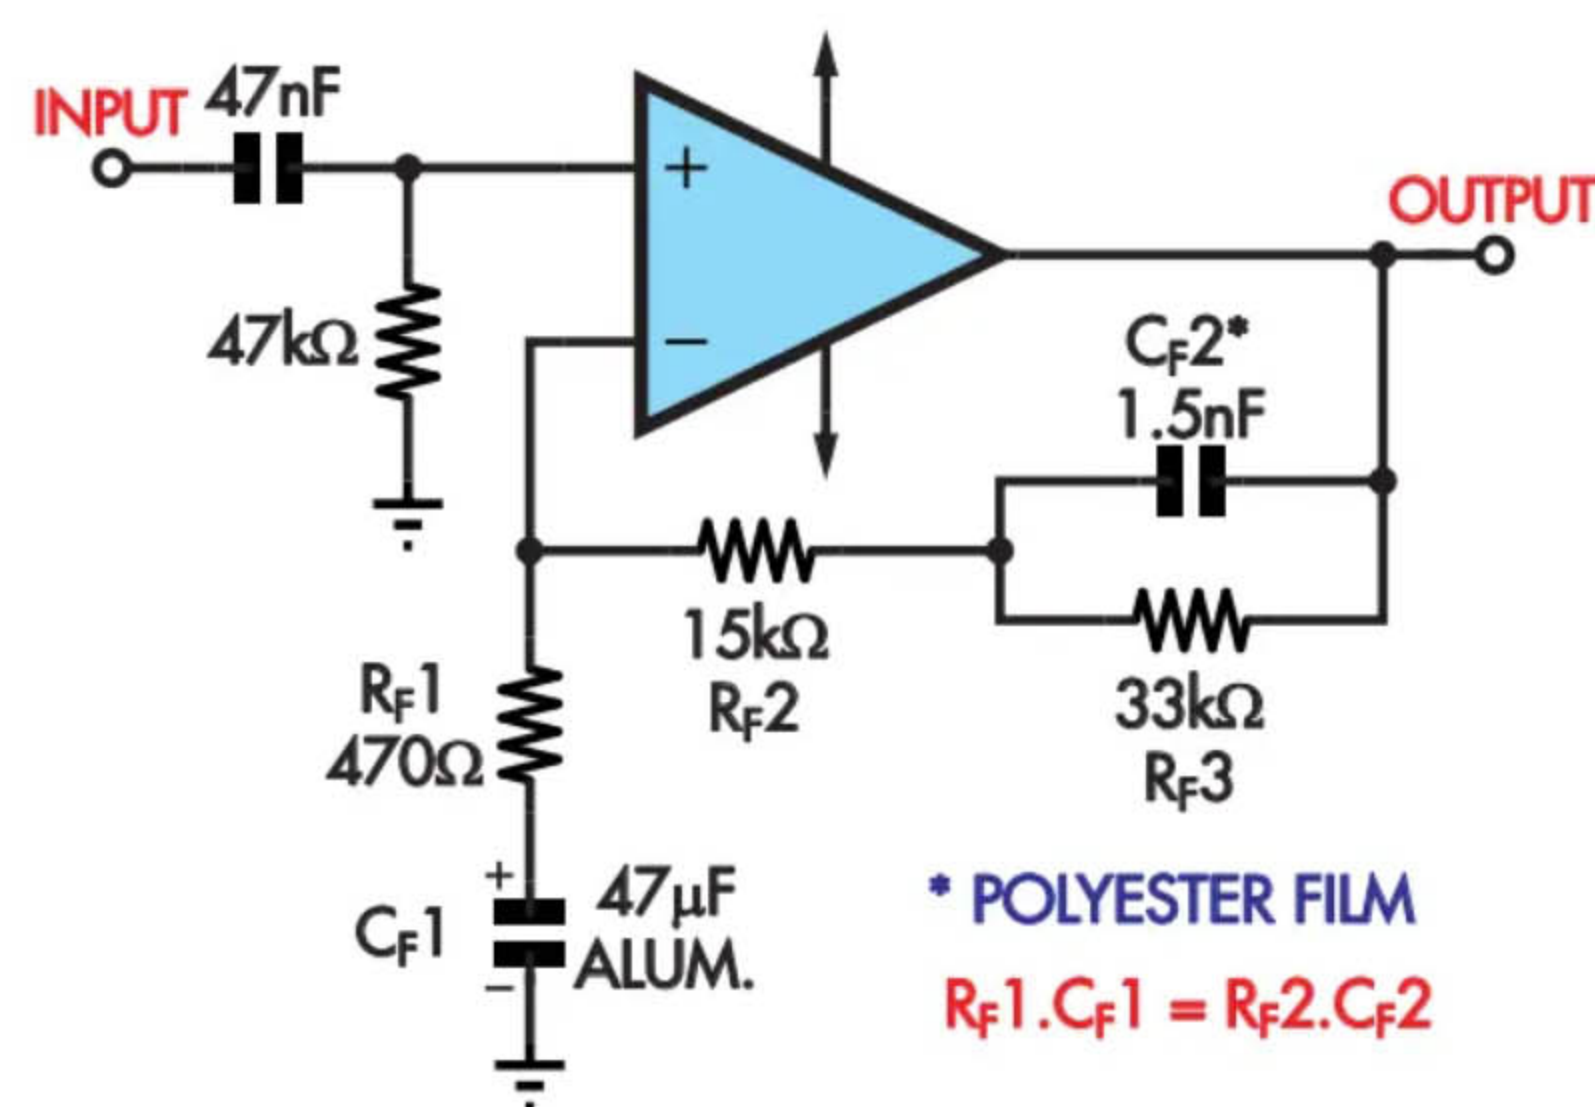 INPUT
47nF
+
−
OUTPUT
47kΩ
CF2*
1.5nF
15kΩ
RF2
33kΩ
RF3
RF1
470Ω
+
CF1
−
47μF
ALUM.
* POLYESTER FILM
RF1.CF1 = RF2.CF2